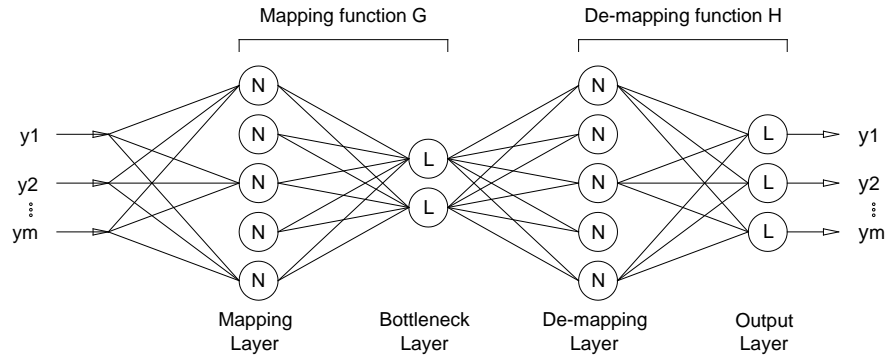 Mapping function G
De-mapping function H
N
N
N
N
N
L
L
N
N
N
N
N
L
L
L
y1
y2
ym
y1
y2
ym
Mapping
Layer
Bottleneck
Layer
De-mapping
Layer
Output
Layer